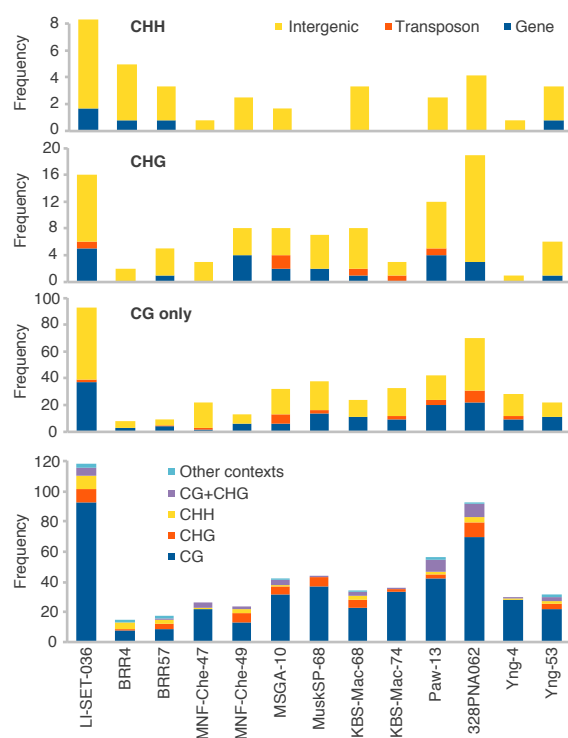 CHH
Intergenic Transposon Gene
Frequency
8
6
4
2
0
CHG
Frequency
20
16
12
8
4
0
CG only
Frequency
100
80
60
40
20
0
Other contexts
CG+CHG
CHH
CHG
CG
Frequency
120
100
80
60
40
20
0
LI-SET-036
BRR4
BRR57
MNF-Che-47
MNF-Che-49
MSGA-10
MuskSP-68
KBS-Mac-68
KBS-Mac-74
Paw-13
328PNA062
Yng-4
Yng-53